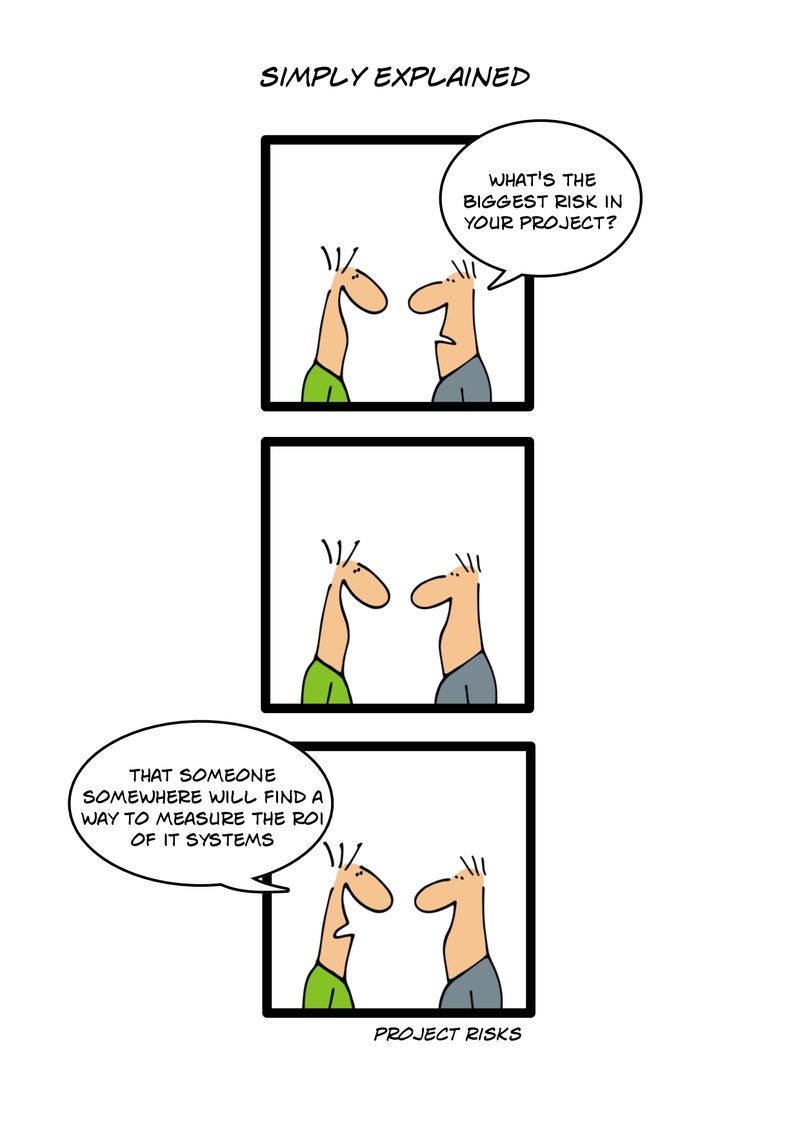 SIMPLY EXPLAINED
WHAT'S THE
BIGGEST RISK IN
YOUR PROJECT?
THAT SOMEONE
SOMEWHERE WILL FIND A
WAY TO MEASURE THE ROI
OF IT SYSTEMS
PROJECT RISKS